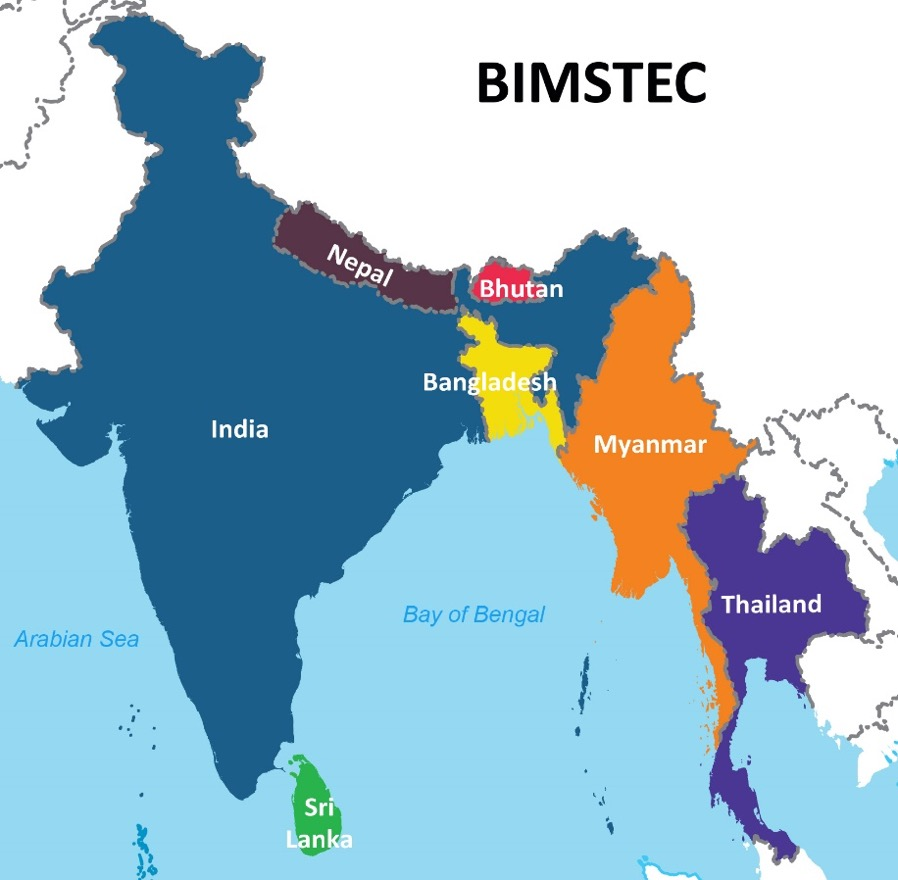 BIMSTEC
Nepal
Bhutan
Bangladesh
India
Myanmar
Thailand
Bay of Bengal
Arabian Sea
Sri
Lanka